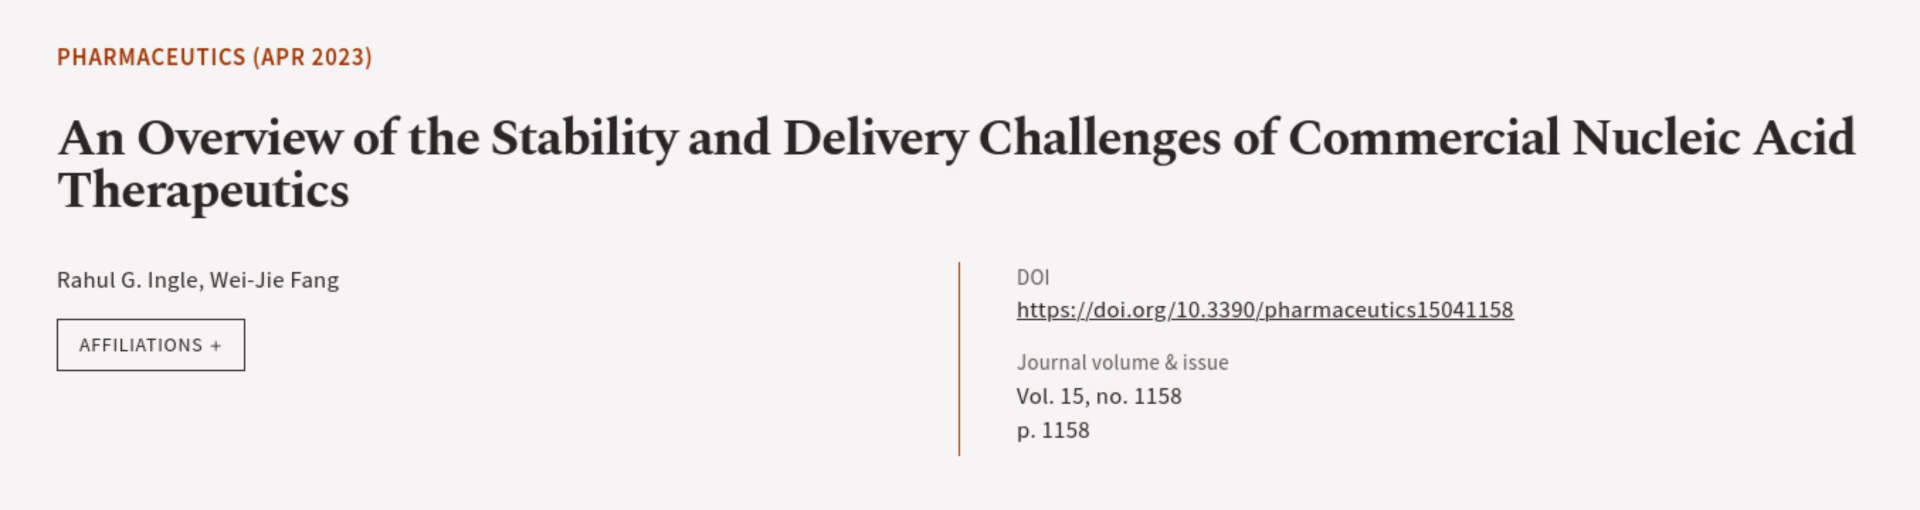 PHARMACEUTICS (APR 2023)
An Overview of the Stability and Delivery Challenges of Commercial Nucleic Acid
Therapeutics
Rahul G. Ingle, Wei-Jie Fang
AFFILIATIONS +
DOI
https://doi.org/10.3390/pharmaceutics15041158
Journal volume & issue
Vol. 15, no. 1158
p. 1158